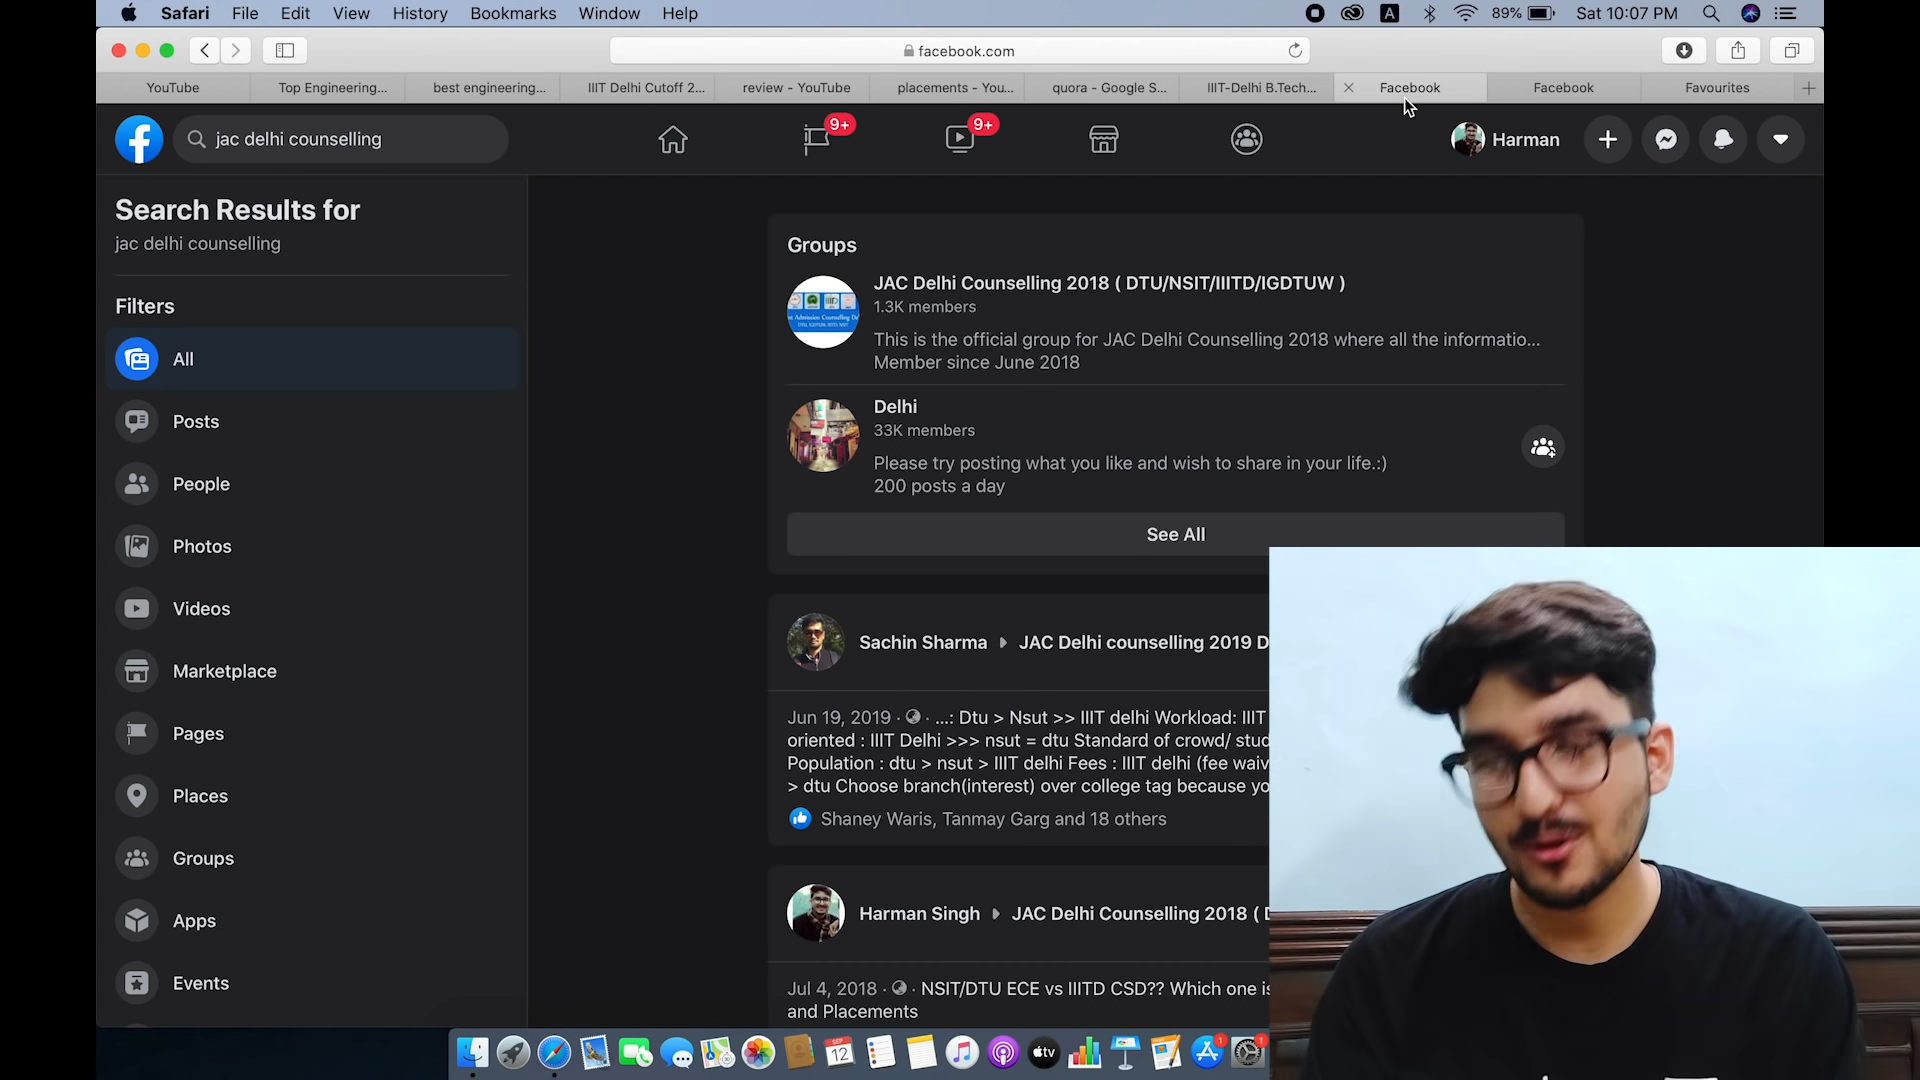 Safari File Edit View History Bookmarks Window Help
A 89% Sat 10:07 PM
facebook.com
YouTube
Top Engineering...
best engineering...
IIIT Delhi Cutoff 2...
review - YouTube
placements - You...
quora - Google S...
IIIT-Delhi B.Tech...
Facebook
Facebook
Favourites
jac delhi counselling
9+
9+
Harman
Search Results for
jac delhi counselling
Filters
All
Posts
People
Photos
Videos
Marketplace
Pages
Places
Groups
Apps
Events
Groups
JAC Delhi Counselling 2018 ( DTU/NSIT/IIITD/IGDTUW )
1.3K members
This is the official group for JAC Delhi Counselling 2018 where all the informatio...
Member since June 2018
Delhi
33K members
Please try posting what you like and wish to share in your life.:)
200 posts a day
See All
Sachin Sharma JAC Delhi counselling 2019 D
Jun 19, 2019 · · ...: Dtu > Nsut >> IIIT delhi Workload: IIIT
oriented : IIIT Delhi >>> nsut = dtu Standard of crowd/ stud
Population : dtu > nsut > IIIT delhi Fees : IIIT delhi (fee waiv
> dtu Choose branch(interest) over college tag because yo
Shaney Waris, Tanmay Garg and 18 others
Harman Singh JAC Delhi Counselling 2018 ( D
Jul 4, 2018 · · NSIT/DTU ECE vs IIITD CSD?? Which one is
and Placements
SEP
12
tv
1
1